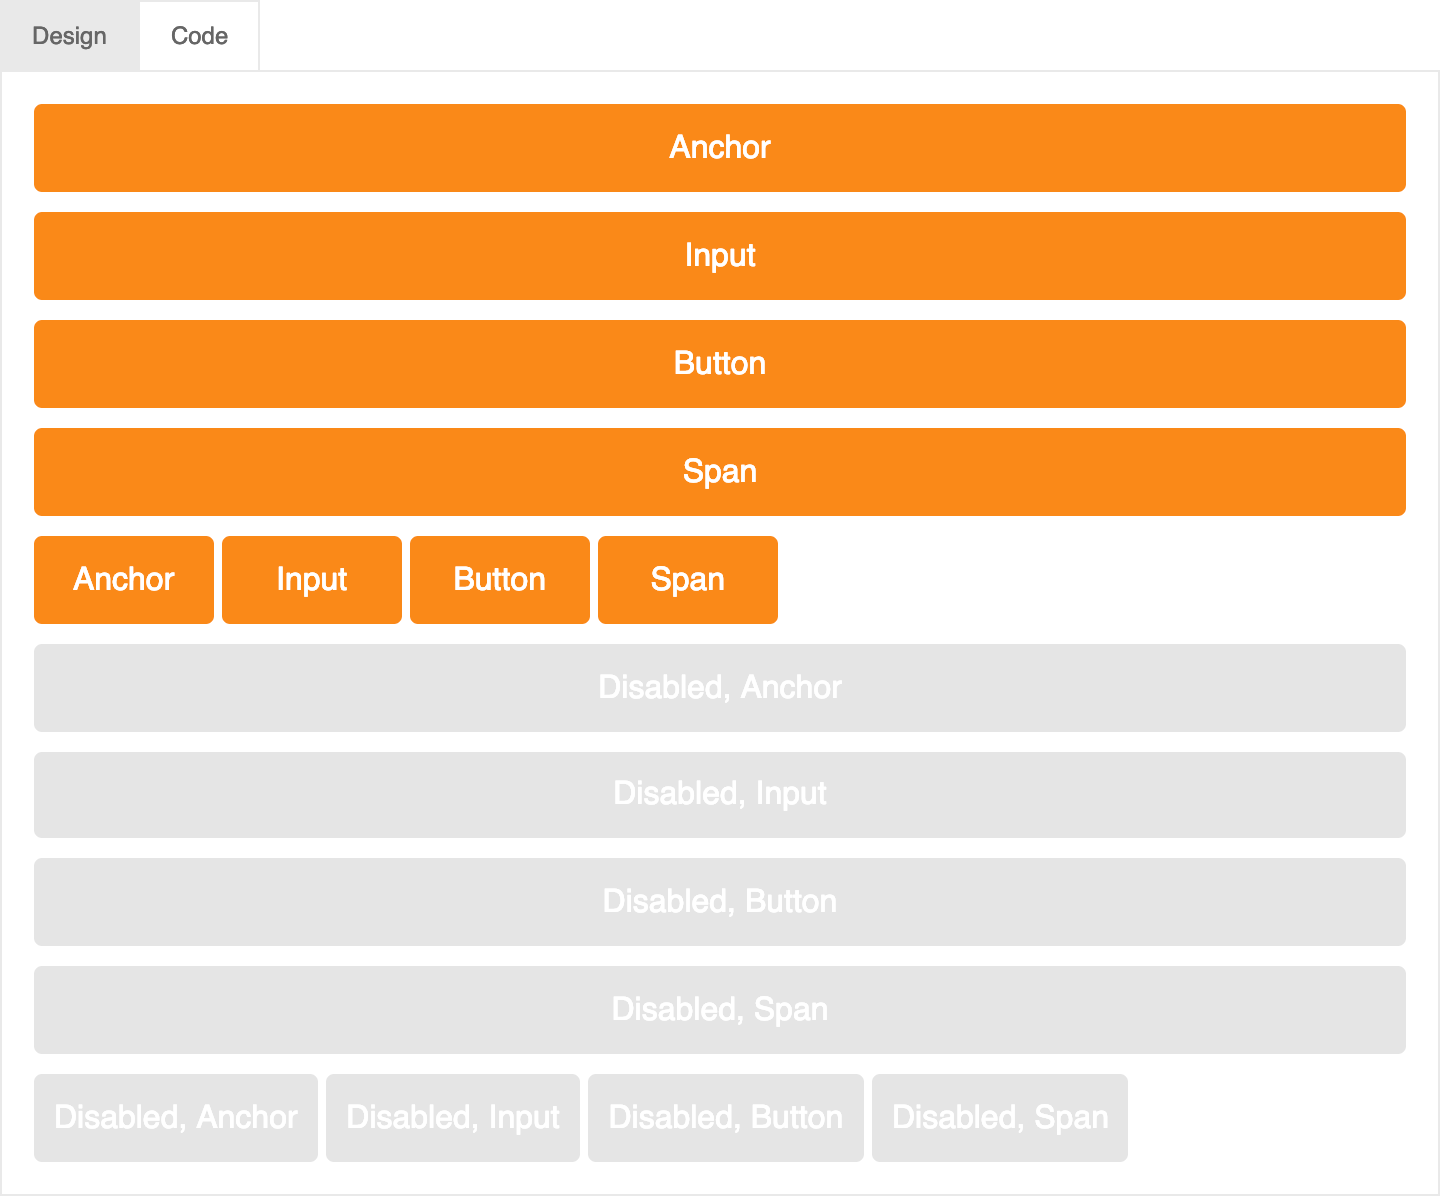 Design Code
Anchor
Input
Button
Span
Anchor Input Button Span
Disabled, Anchor
Disabled, Input
Disabled, Button
Disabled, Span
Disabled, Anchor Disabled, Input Disabled, Button Disabled, Span